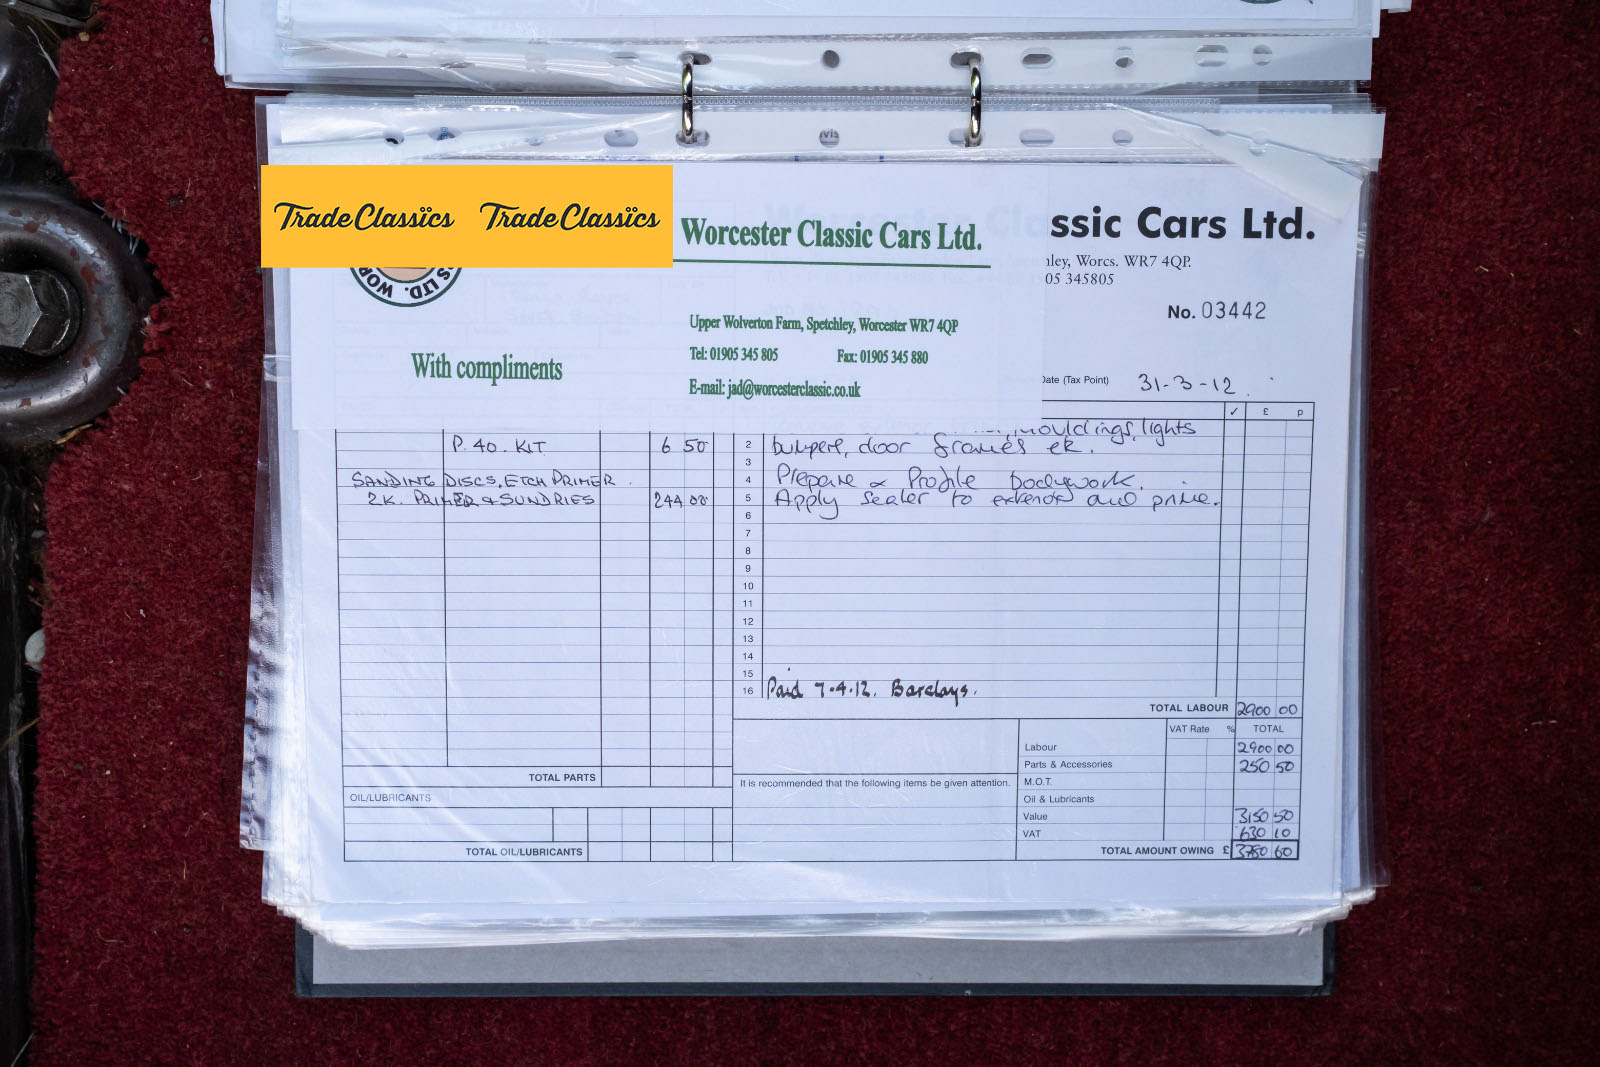 TradeClassics TradeClassics
Worcester Classic Cars Ltd.
ssic Cars Ltd.
hley, Worcs. WR7 4QP.
05 345805
No. 03442
LTD. WOR
Upper Wolverton Farm, Spetchley, Worcester WR7 4QP
Tel: 01905 345 805 Fax: 01905 345 880
With compliments
E-mail: jad@worcesterclassic.co.uk
Date (Tax Point) 31-3-12
✓ £ p
mouldings, lights
P. 40. KIT 6 50 2 bumpers, door frames etc.
3
SANDING DISCS, ETCH PRIMER. 4 Prepare & Profile bodywork.
2K. PRIMER & SUNDRIES 244 00 5 Apply sealer to exterior and prime.
6
7
8
9
10
11
12
13
14
15
16 Paid 7.4.12. Barclays.
TOTAL LABOUR 2900 00
VAT Rate % TOTAL
Labour 2900 00
TOTAL PARTS
Parts & Accessories 250 50
It is recommended that the following items be given attention.
M.O.T.
OIL/LUBRICANTS
Oil & Lubricants
Value 3150 50
VAT 630 10
TOTAL OIL/LUBRICANTS
TOTAL AMOUNT OWING £ 3780 60